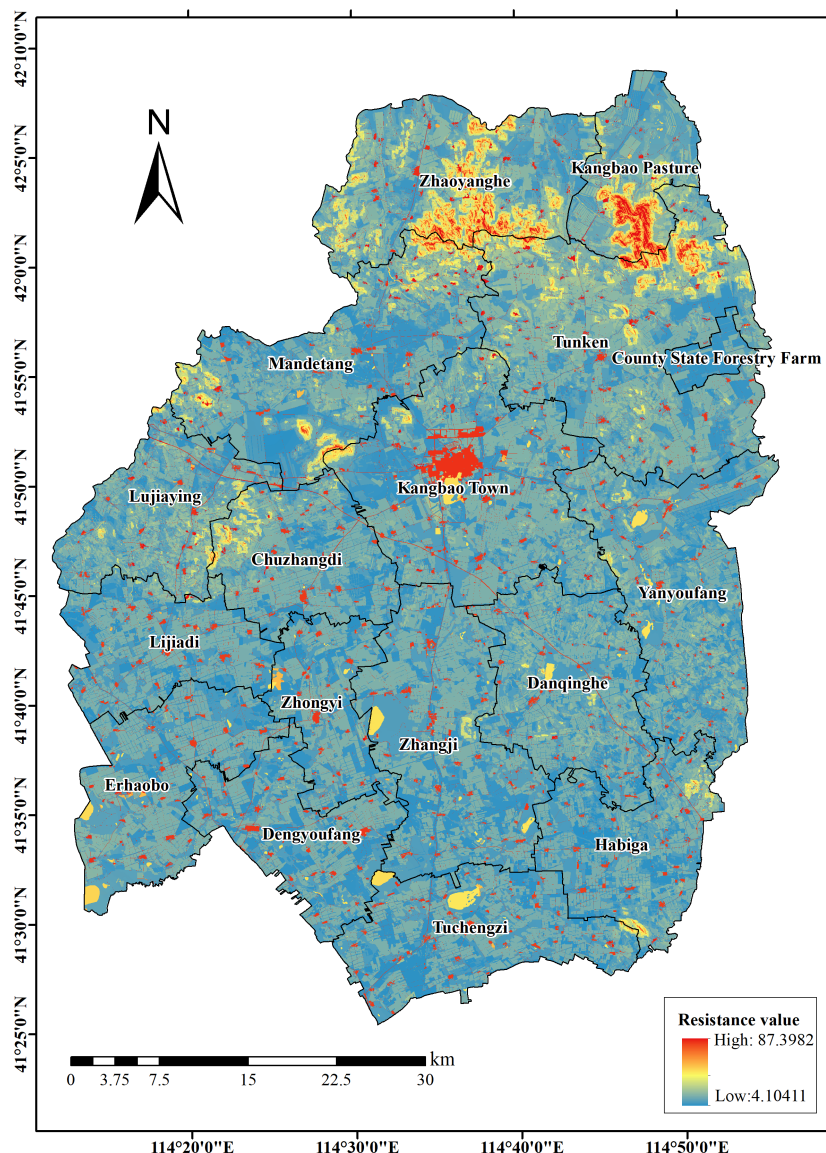 N
42°10'0"N
42°5'0"N
42°0'0"N
41°55'0"N
41°50'0"N
41°45'0"N
41°40'0"N
41°35'0"N
41°30'0"N
41°25'0"N
Kangbao Pasture
Zhaoyanghe
Tunken
County State Forestry Farm
Mandetang
Kangbao Town
Lujiaying
Chuzhangdi
Yanyoufang
Lijiadi
Danqinghe
Zhongyi
Zhangji
Erhaobo
Dengyoufang
Habiga
Tuchengzi
Resistance value
High: 87.3982
Low:4.10411
km
0 3.75 7.5 15 22.5 30
114°20'0"E 114°30'0"E 114°40'0"E 114°50'0"E